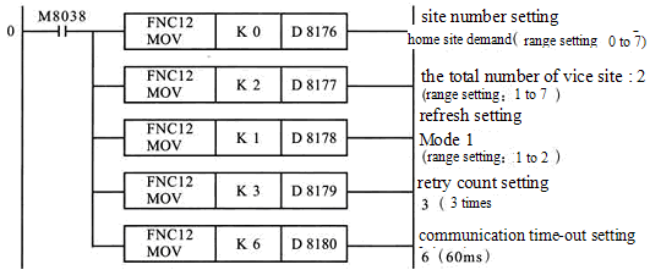 M8038
0
FNC12
MOV
K 0
D 8176
site number setting
home site demand( range setting 0 to 7)
FNC12
MOV
K 2
D 8177
the total number of vice site : 2
(range setting: 1 to 7 )
refresh setting
FNC12
MOV
K 1
D 8178
Mode 1
(range setting: 1 to 2 )
FNC12
MOV
K 3
D 8179
retry count setting
3 ( 3 times
FNC12
MOV
K 6
D 8180
communication time-out setting
6 (60ms)